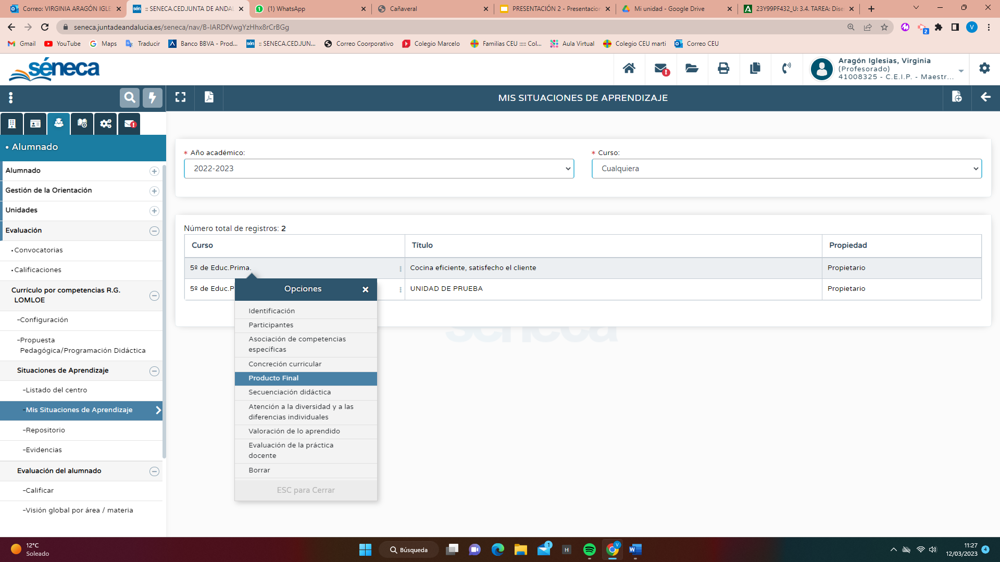 Correo: VIRGINIA ARAGÓN IGLE
:: SENECA.CED.JUNTA DE ANDAL
(1) WhatsApp
Cañaveral
PRESENTACIÓN 2 - Presentacion
Mi unidad - Google Drive
23Y99PF432_U: 3.4. TAREA: Dise
seneca.juntadeandalucia.es/seneca/nav/B-IARDfVwgYzHhx8rCrBGg
2
V
Gmail
YouTube
Maps
Traducir
Banco BBVA - Prod...
:: SENECA.CED.JUN...
Correo Coorporativo
Colegio Marcelo
Familias CEU ::::: Col...
Aula Virtual
Colegio CEU marti
Correo CEU
séneca
Aragón Iglesias, Virginia
(Profesorado)
41008325 - C.E.I.P. - Maestr...
MIS SITUACIONES DE APRENDIZAJE
• Alumnado
Alumnado
Gestión de la Orientación
Unidades
Evaluación
• Convocatorias
• Calificaciones
Currículo por competencias R.G.
LOMLOE
-Configuración
-Propuesta
Pedagógica/Programación Didáctica
Situaciones de Aprendizaje
-Listado del centro
-Mis Situaciones de Aprendizaje
-Repositorio
-Evidencias
Evaluación del alumnado
-Calificar
-Visión global por área / materia
* Año académico:
2022-2023
* Curso:
Cualquiera
Número total de registros: 2
Curso
Título
Propiedad
5º de Educ.Prima.
Cocina eficiente, satisfecho el cliente
Propietario
5º de Educ.P
UNIDAD DE PRUEBA
Propietario
Opciones
Identificación
Participantes
Asociación de competencias
específicas
Concreción curricular
Producto Final
Secuenciación didáctica
Atención a la diversidad y a las
diferencias individuales
Valoración de lo aprendido
Evaluación de la práctica
docente
Borrar
ESC para Cerrar
séneca
12°C
Soleado
Búsqueda
1
H
V
11:27
12/03/2023
4